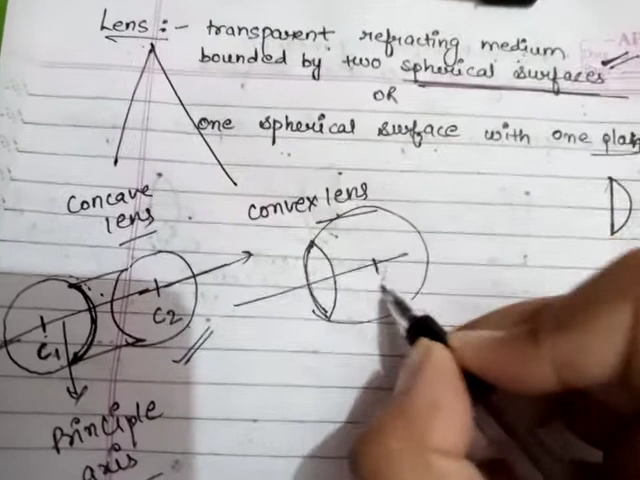 Lens :- transparent refracting medium
bounded by two spherical surfaces
OR
one spherical surface with one
Concave
lens
convex lens
C1
C2
principle
axis